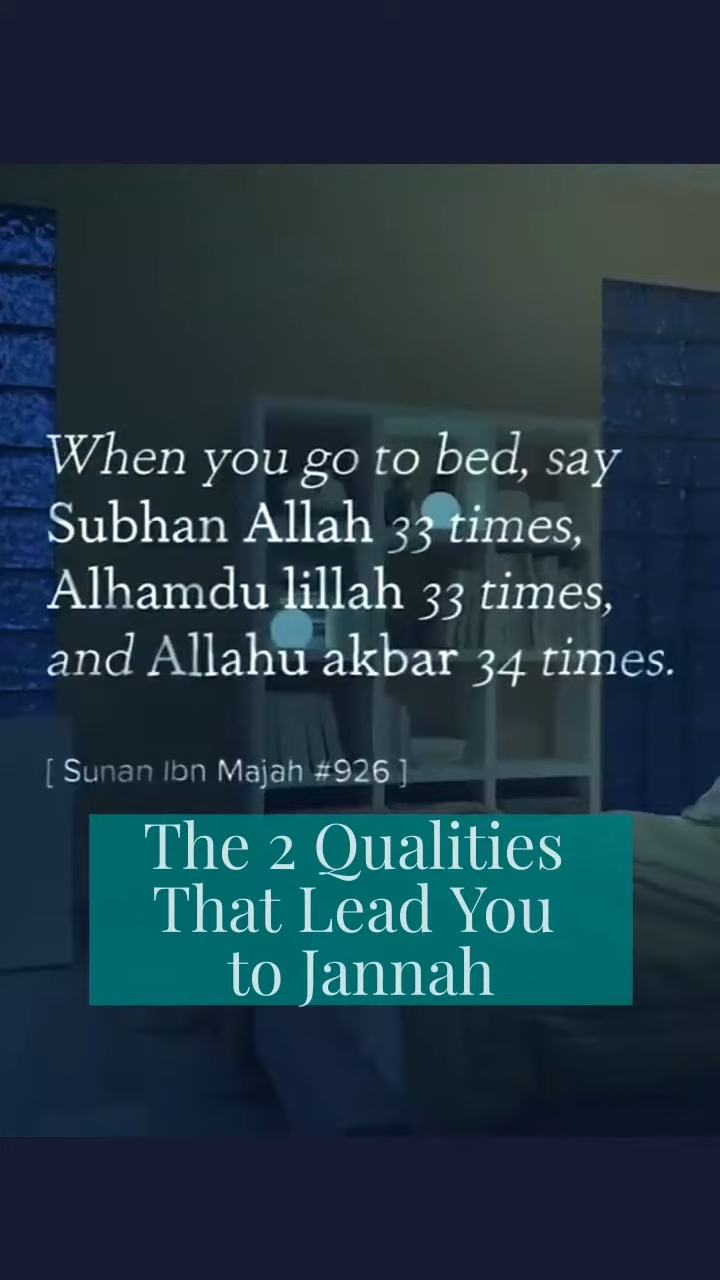 When you go to bed, say
Subhan Allah 33 times,
Alhamdu lillah 33 times,
and Allahu akbar 34 times.
[ Sunan Ibn Majah #926 ]
The 2 Qualities
That Lead You
to Jannah